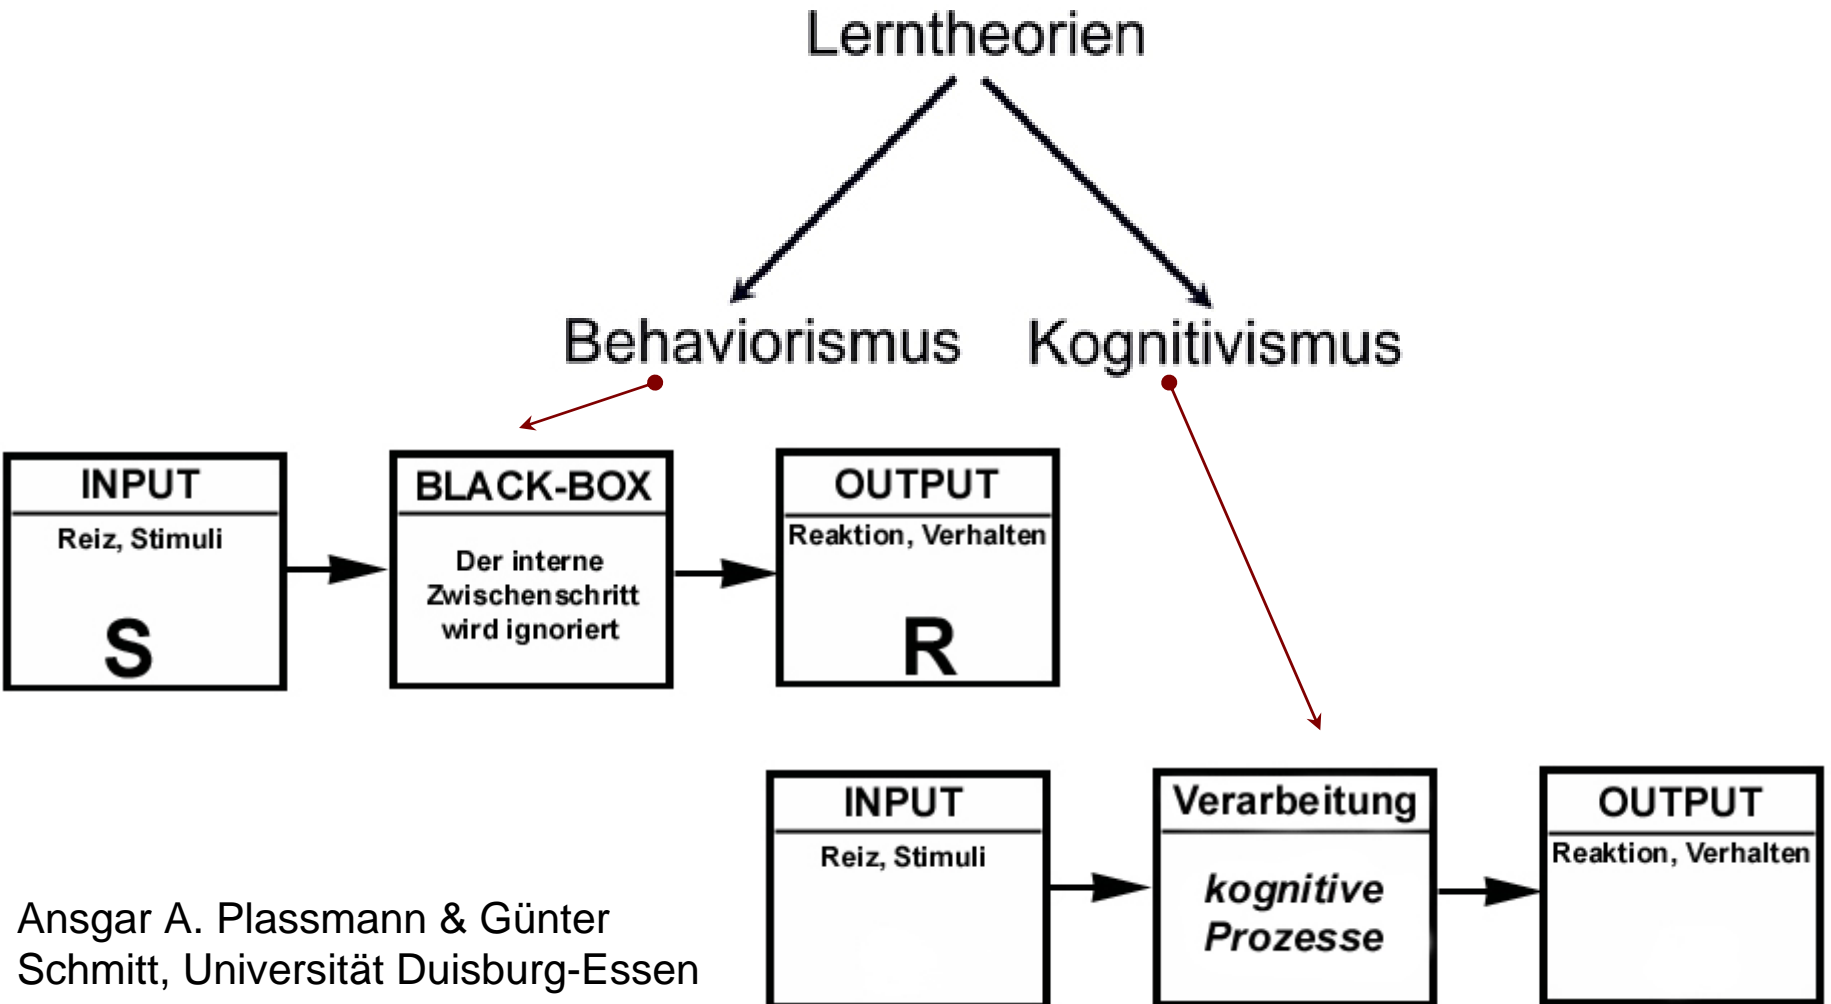 Lerntheorien
Behaviorismus
Kognitivismus
INPUT
Reiz, Stimuli
S
BLACK-BOX
Der interne
Zwischenschritt
wird ignoriert
OUTPUT
Reaktion, Verhalten
R
INPUT
Reiz, Stimuli
Verarbeitung
kognitive
Prozesse
OUTPUT
Reaktion, Verhalten
Ansgar A. Plassmann & Günter
Schmitt, Universität Duisburg-Essen